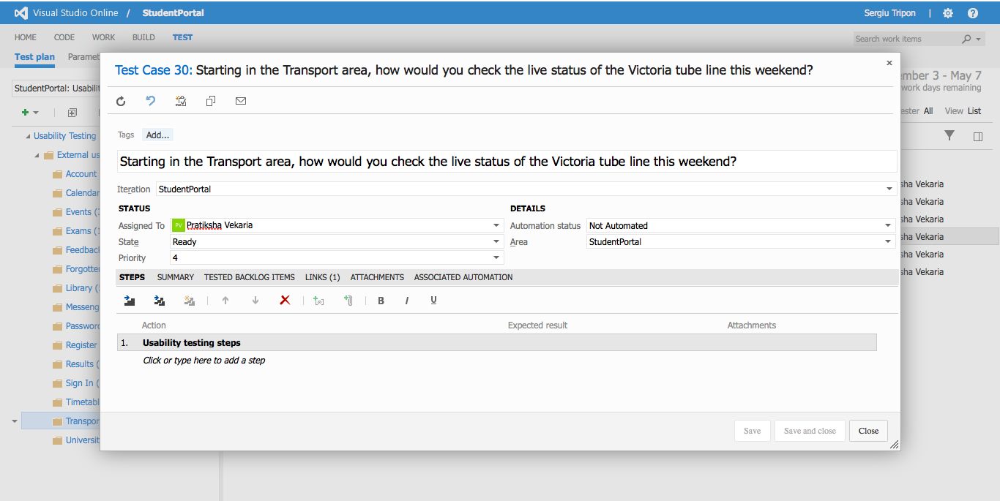 Visual Studio Online / StudentPortal
Sergiu Tripon | ?
HOME CODE WORK BUILD TEST
Search work items
Test plan Paramet
Test Case 30: Starting in the Transport area, how would you check the live status of the Victoria tube line this weekend?
mber 3 - May 7
StudentPortal: Usabilit
work days remaining
ester All View List
Tags Add...
Usability Testing
External us
Account
Calendar
Events (
Exams (
Feedbac
Forgotte
Library (
Messeng
Password
Register
Results (
Sign In (
Timetabl
Transpor
Universit
Starting in the Transport area, how would you check the live status of the Victoria tube line this weekend?
Iteration StudentPortal
STATUS DETAILS
Assigned To PV Pratiksha Vekaria Automation status Not Automated
State Ready Area StudentPortal
Priority 4
STEPS SUMMARY TESTED BACKLOG ITEMS LINKS (1) ATTACHMENTS ASSOCIATED AUTOMATION
B I U
Action Expected result Attachments
1. Usability testing steps
Click or type here to add a step
Save Save and close Close
sha Vekaria
sha Vekaria
sha Vekaria
sha Vekaria
sha Vekaria
sha Vekaria